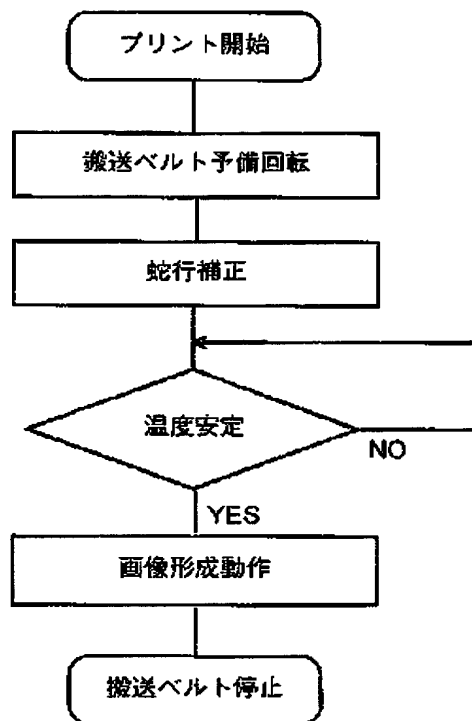 プリント開始
搬送ベルト予備回転
蛇行補正
温度安定
NO
YES
画像形成動作
搬送ベルト停止